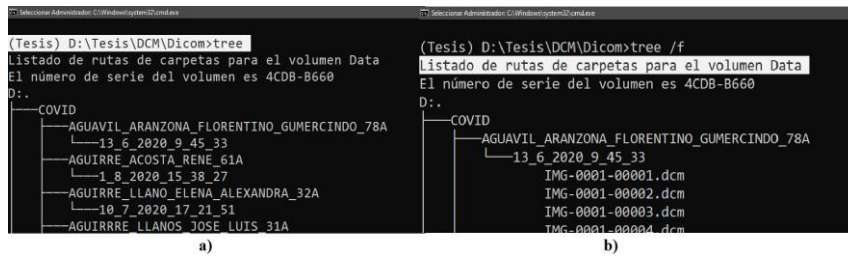 Seleccionar Administrador: C:\Windows\system32\cmd.exe
(Tesis) D:\Tesis\DCM\Dicom>tree
Listado de rutas de carpetas para el volumen Data
El número de serie del volumen es 4CDB-B660
D:.
COVID
AGUAVIL_ARANZONA_FLORENTINO_GUMERCINDO_78A
13_6_2020_9_45_33
AGUIRRE_ACOSTA_RENE_61A
1_8_2020_15_38_27
AGUIRRE_LLANO_ELENA_ALEXANDRA_32A
10_7_2020_17_21_51
AGUIRRRE_LLANOS_JOSE_LUIS_31A
a)
Seleccionar Administrador: C:\Windows\system32\cmd.exe
(Tesis) D:\Tesis\DCM\Dicom>tree /f
Listado de rutas de carpetas para el volumen Data
El número de serie del volumen es 4CDB-B660
D:.
COVID
AGUAVIL_ARANZONA_FLORENTINO_GUMERCINDO_78A
13_6_2020_9_45_33
IMG-0001-00001.dcm
IMG-0001-00002.dcm
IMG-0001-00003.dcm
IMG-0001-00004.dcm
b)